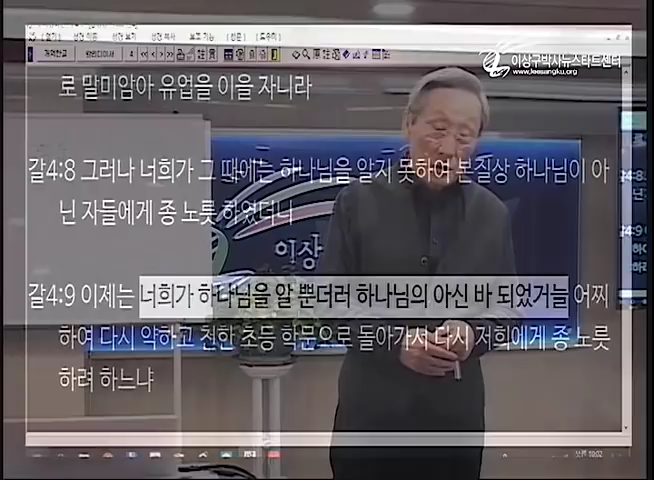 이상구박사뉴스타트센터
www.leesangku.org
로 말미암아 유업을 이을 자니라
갈4:8 그러나 너희가 그 때에는 하나님을 알지 못하여 본질상 하나님이 아
닌 자들에게 종 노릇 하였더니
이상
갈4:9 이제는 너희가 하나님을 알 뿐더러 하나님의 아신 바 되었거늘 어찌
하여 다시 약하고 천한 초등 학문으로 돌아가서 다시 저희에게 종 노릇
하려 하느냐